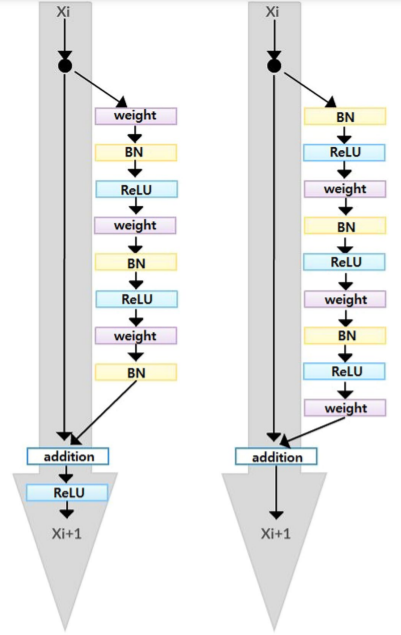 Xi
weight
BN
ReLU
weight
BN
ReLU
weight
BN
addition
ReLU
Xi+1
Xi
BN
ReLU
weight
BN
ReLU
weight
BN
ReLU
weight
addition
Xi+1